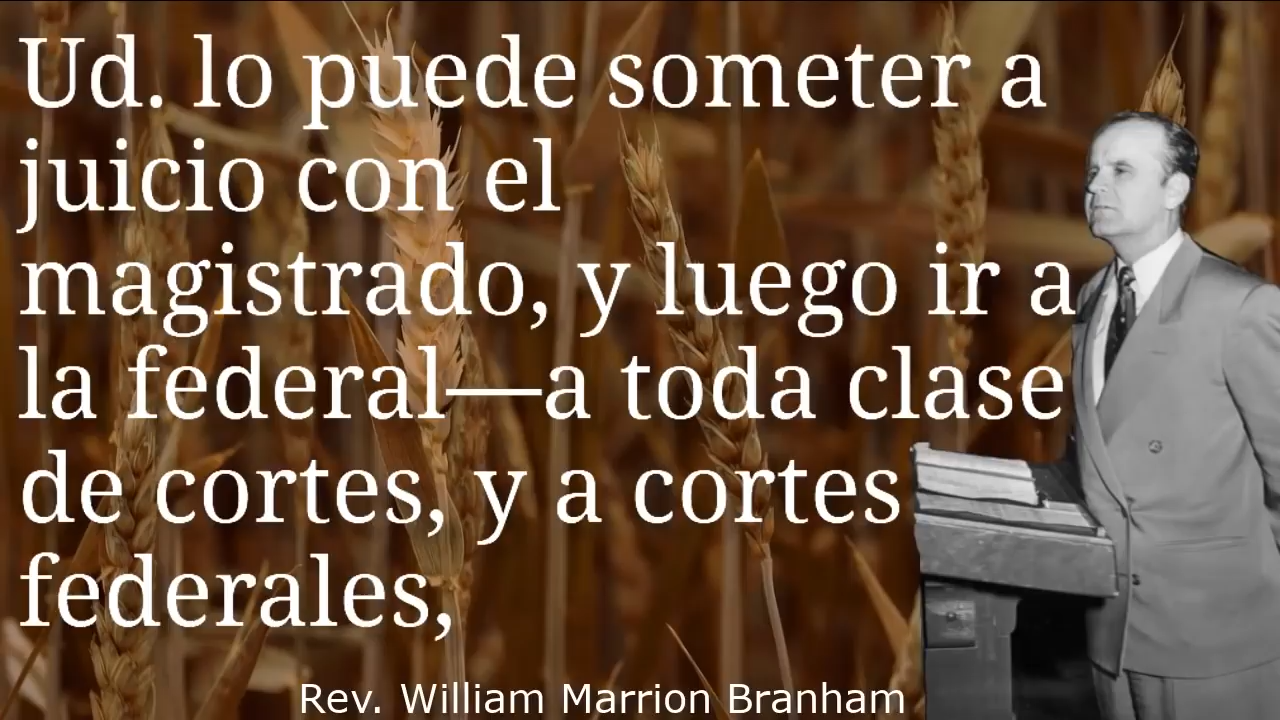 Ud. lo puede someter a
juicio con el
magistrado, y luego ir a
la federal—a toda clase
de cortes, y a cortes
federales,
Rev. William Marrion Branham